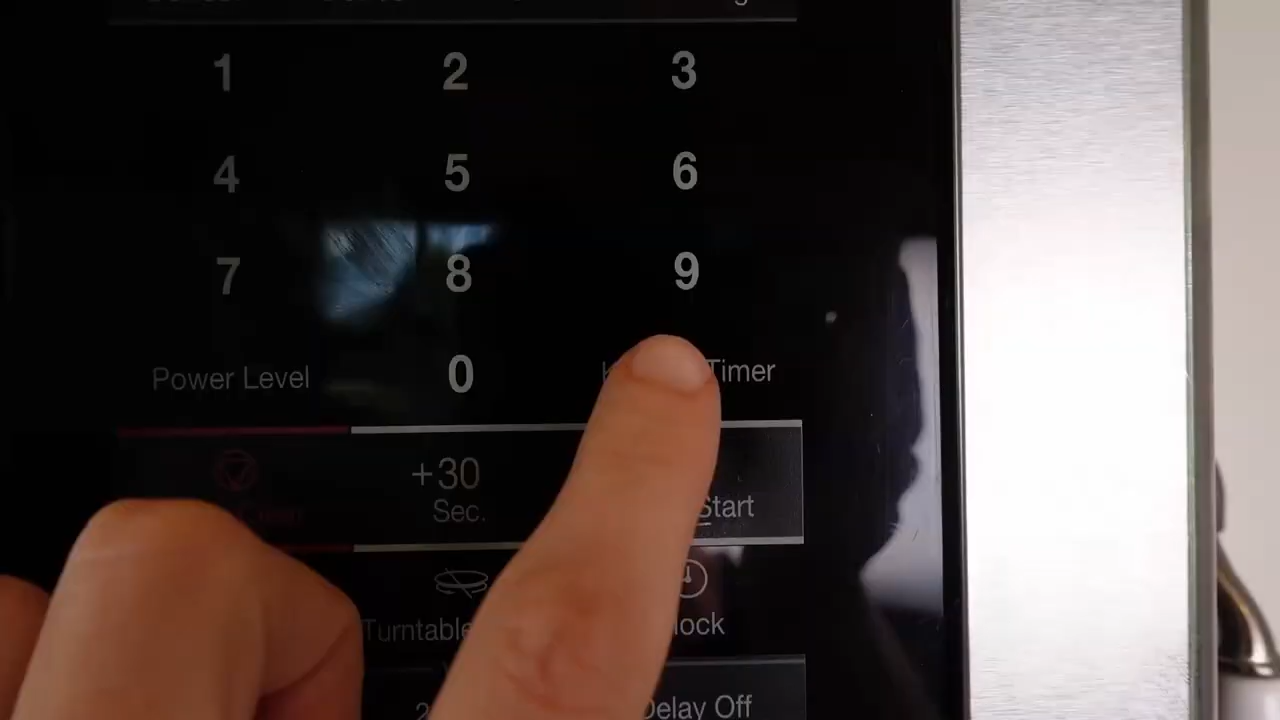 1 2 3
4 5 6
7 8 9
Power Level 0 Timer
+30
Sec. Start
Turntable lock
2 Delay Off